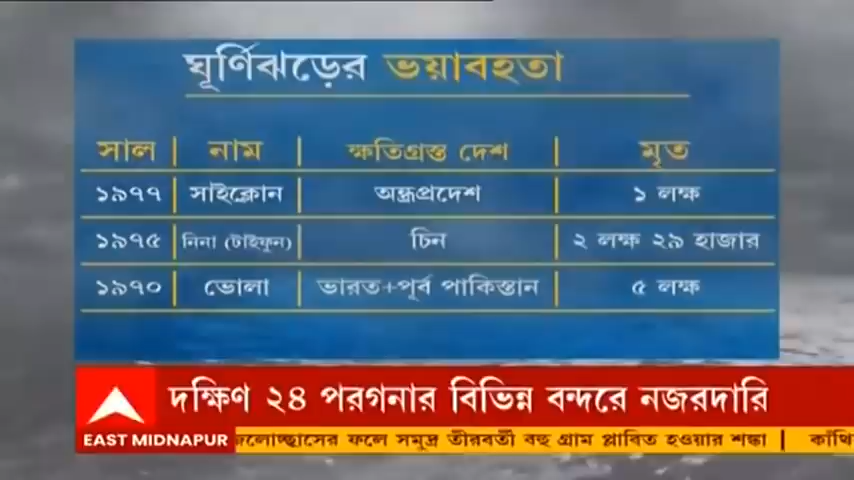 ঘূর্ণিঝড়ের ভয়াবহতা
সাল | নাম | ক্ষতিগ্রস্ত দেশ | মৃত
১৯৭৭ | সাইক্লোন | অন্ধ্রপ্রদেশ | ১ লক্ষ
১৯৭৫ | নিনা (টাইফুন) | চিন | ২ লক্ষ ২৯ হাজার
১৯৭০ | ভোলা | ভারত+পূর্ব পাকিস্তান | ৫ লক্ষ
দক্ষিণ ২৪ পরগনার বিভিন্ন বন্দরে নজরদারি
EAST MIDNAPUR জলোচ্ছ্বাসের ফলে সমুদ্র তীরবর্তী বহু গ্রাম প্লাবিত হওয়ার শঙ্কা | কাঁথি